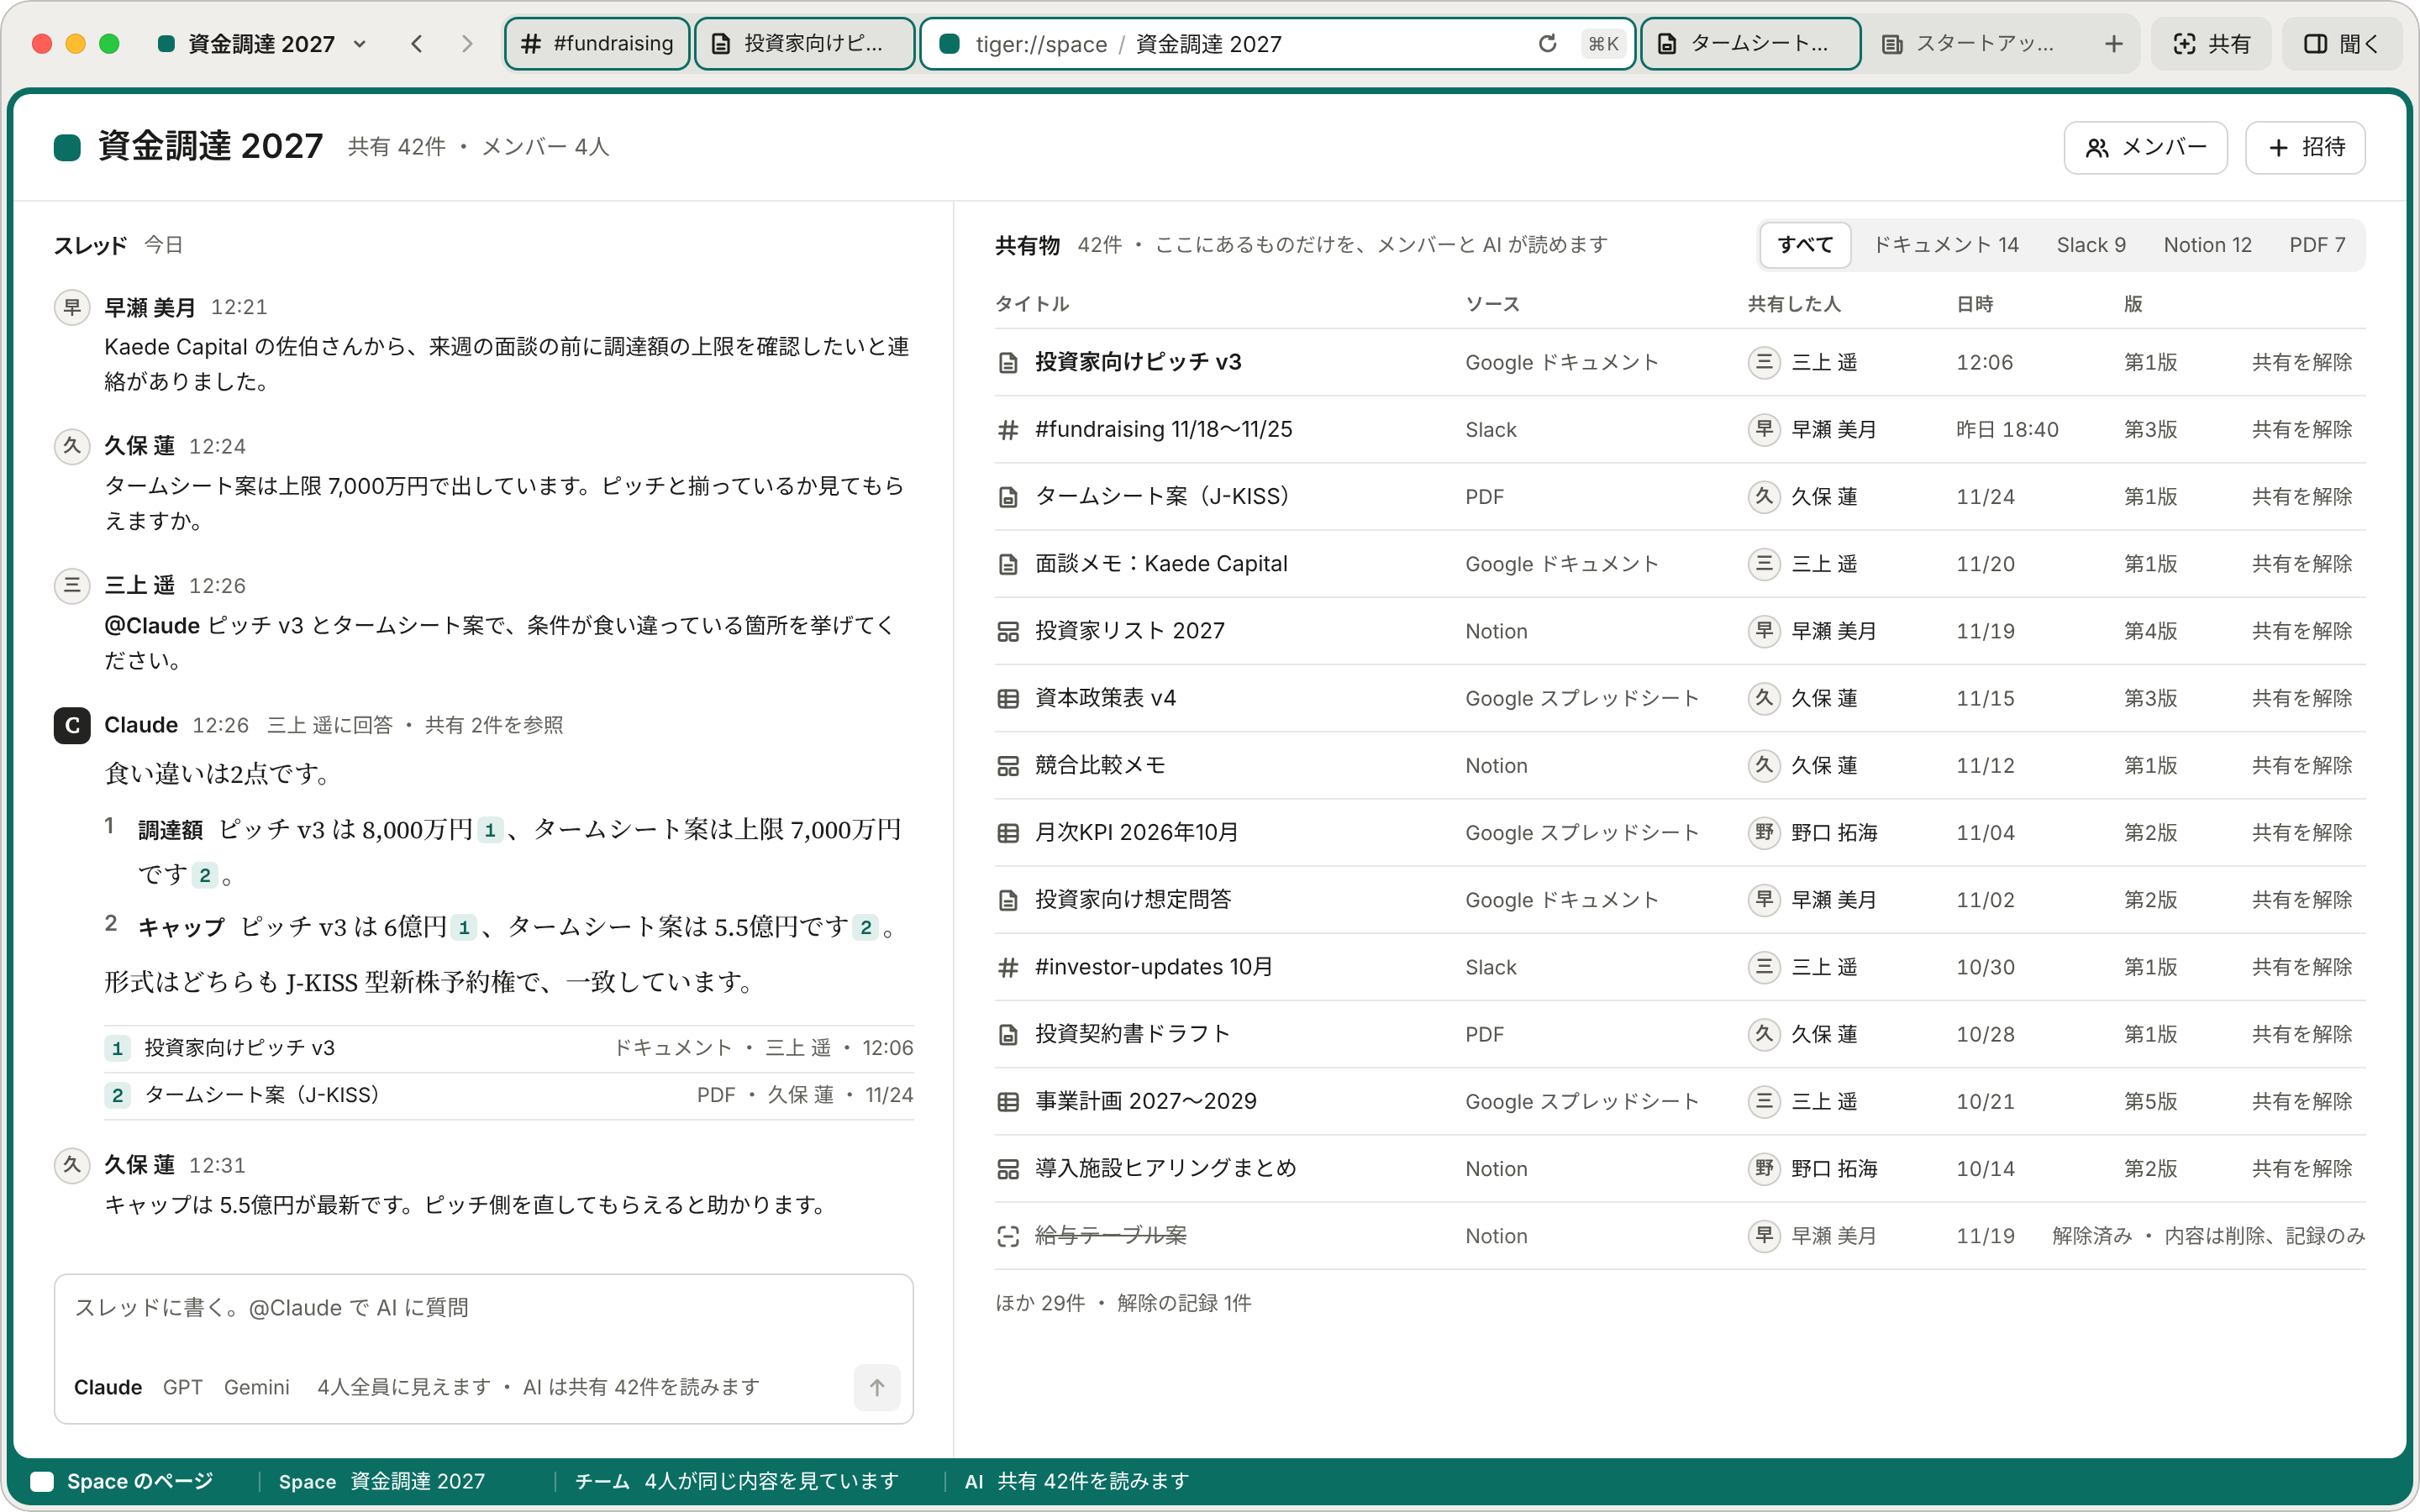 資金調達 2027
#fundraising
投資家向けピ...
tiger://space / 資金調達 2027
⌘K
タームシート...
スタートアッ...
共有
聞く
資金調達 2027 共有 42件 ・ メンバー 4人
メンバー
招待
スレッド 今日
早 早瀬 美月 12:21
Kaede Capital の佐伯さんから、来週の面談の前に調達額の上限を確認したいと連
絡がありました。
久 久保 蓮 12:24
タームシート案は上限 7,000万円で出しています。ピッチと揃っているか見てもら
えますか。
三 三上 遥 12:26
@Claude ピッチ v3 とタームシート案で、条件が食い違っている箇所を挙げてく
ださい。
C Claude 12:26 三上 遥に回答 ・ 共有 2件を参照
食い違いは2点です。
1 調達額 ピッチ v3 は 8,000万円 1 、タームシート案は上限 7,000万円
です 2 。
2 キャップ ピッチ v3 は 6億円 1 、タームシート案は 5.5億円です 2 。
形式はどちらも J-KISS 型新株予約権で、一致しています。
1 投資家向けピッチ v3 ドキュメント ・ 三上 遥 ・ 12:06
2 タームシート案（J-KISS） PDF ・ 久保 蓮 ・ 11/24
久 久保 蓮 12:31
キャップは 5.5億円が最新です。ピッチ側を直してもらえると助かります。
スレッドに書く。@Claude で AI に質問
Claude GPT Gemini 4人全員に見えます ・ AI は共有 42件を読みます
共有物 42件 ・ ここにあるものだけを、メンバーと AI が読めます
すべて ドキュメント 14 Slack 9 Notion 12 PDF 7
タイトル ソース 共有した人 日時 版
投資家向けピッチ v3 Google ドキュメント 三 三上 遥 12:06 第1版 共有を解除
#fundraising 11/18〜11/25 Slack 早 早瀬 美月 昨日 18:40 第3版 共有を解除
タームシート案（J-KISS） PDF 久 久保 蓮 11/24 第1版 共有を解除
面談メモ：Kaede Capital Google ドキュメント 三 三上 遥 11/20 第1版 共有を解除
投資家リスト 2027 Notion 早 早瀬 美月 11/19 第4版 共有を解除
資本政策表 v4 Google スプレッドシート 久 久保 蓮 11/15 第3版 共有を解除
競合比較メモ Notion 久 久保 蓮 11/12 第1版 共有を解除
月次KPI 2026年10月 Google スプレッドシート 野 野口 拓海 11/04 第2版 共有を解除
投資家向け想定問答 Google ドキュメント 早 早瀬 美月 11/02 第2版 共有を解除
#investor-updates 10月 Slack 三 三上 遥 10/30 第1版 共有を解除
投資契約書ドラフト PDF 久 久保 蓮 10/28 第1版 共有を解除
事業計画 2027〜2029 Google スプレッドシート 三 三上 遥 10/21 第5版 共有を解除
導入施設ヒアリングまとめ Notion 野 野口 拓海 10/14 第2版 共有を解除
給与テーブル案 Notion 早 早瀬 美月 11/19 解除済み ・ 内容は削除、記録のみ
ほか 29件 ・ 解除の記録 1件
Space のページ Space 資金調達 2027 チーム 4人が同じ内容を見ています AI 共有 42件を読みます